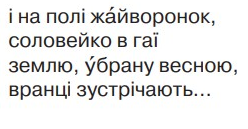 і на полі жа́йворонок,
соловейко в гаї
землю, у́брану весною,
вранці зустрічають...